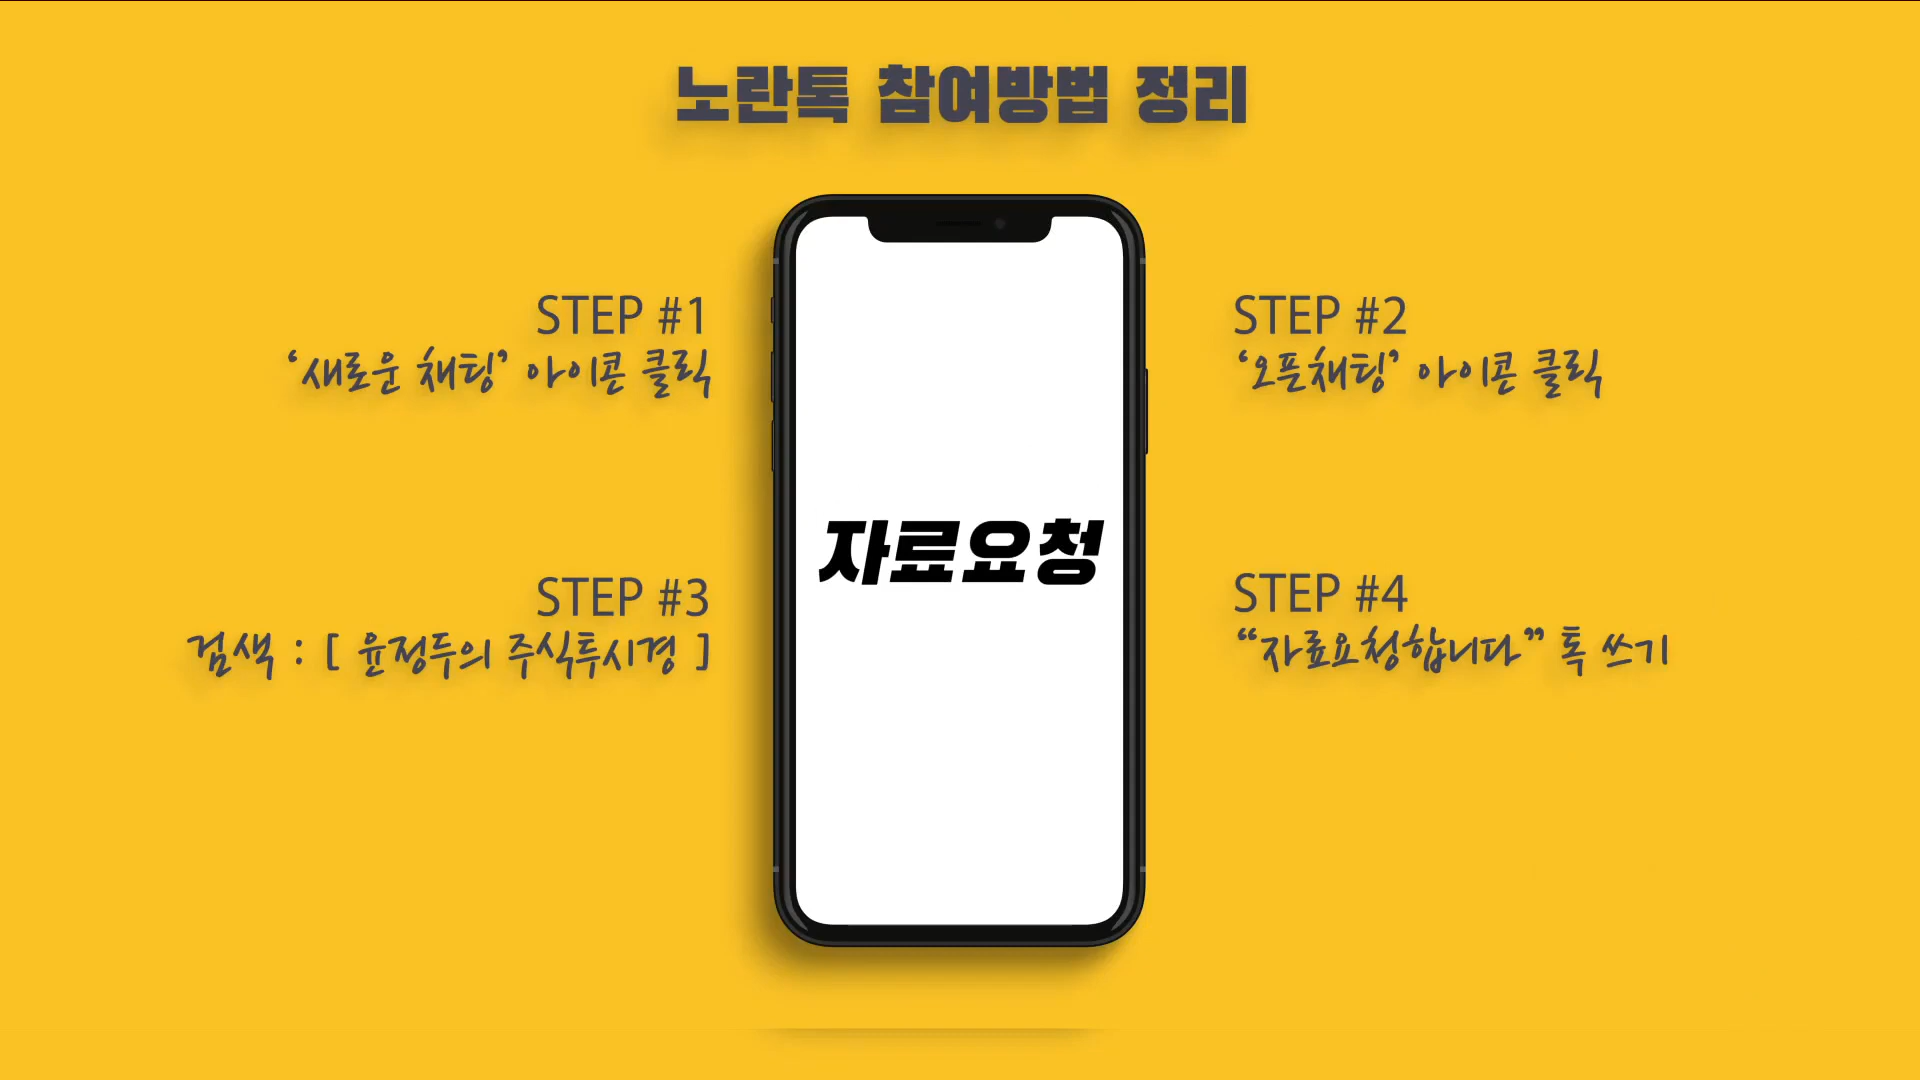 노란톡 참여방법 정리
STEP #1
‘새로운 채팅’ 아이콘 클릭
STEP #2
‘오픈채팅’ 아이콘 클릭
자료요청
STEP #3
검색 : [ 윤정두의 주식투시경 ]
STEP #4
“자료요청합니다” 톡 쓰기